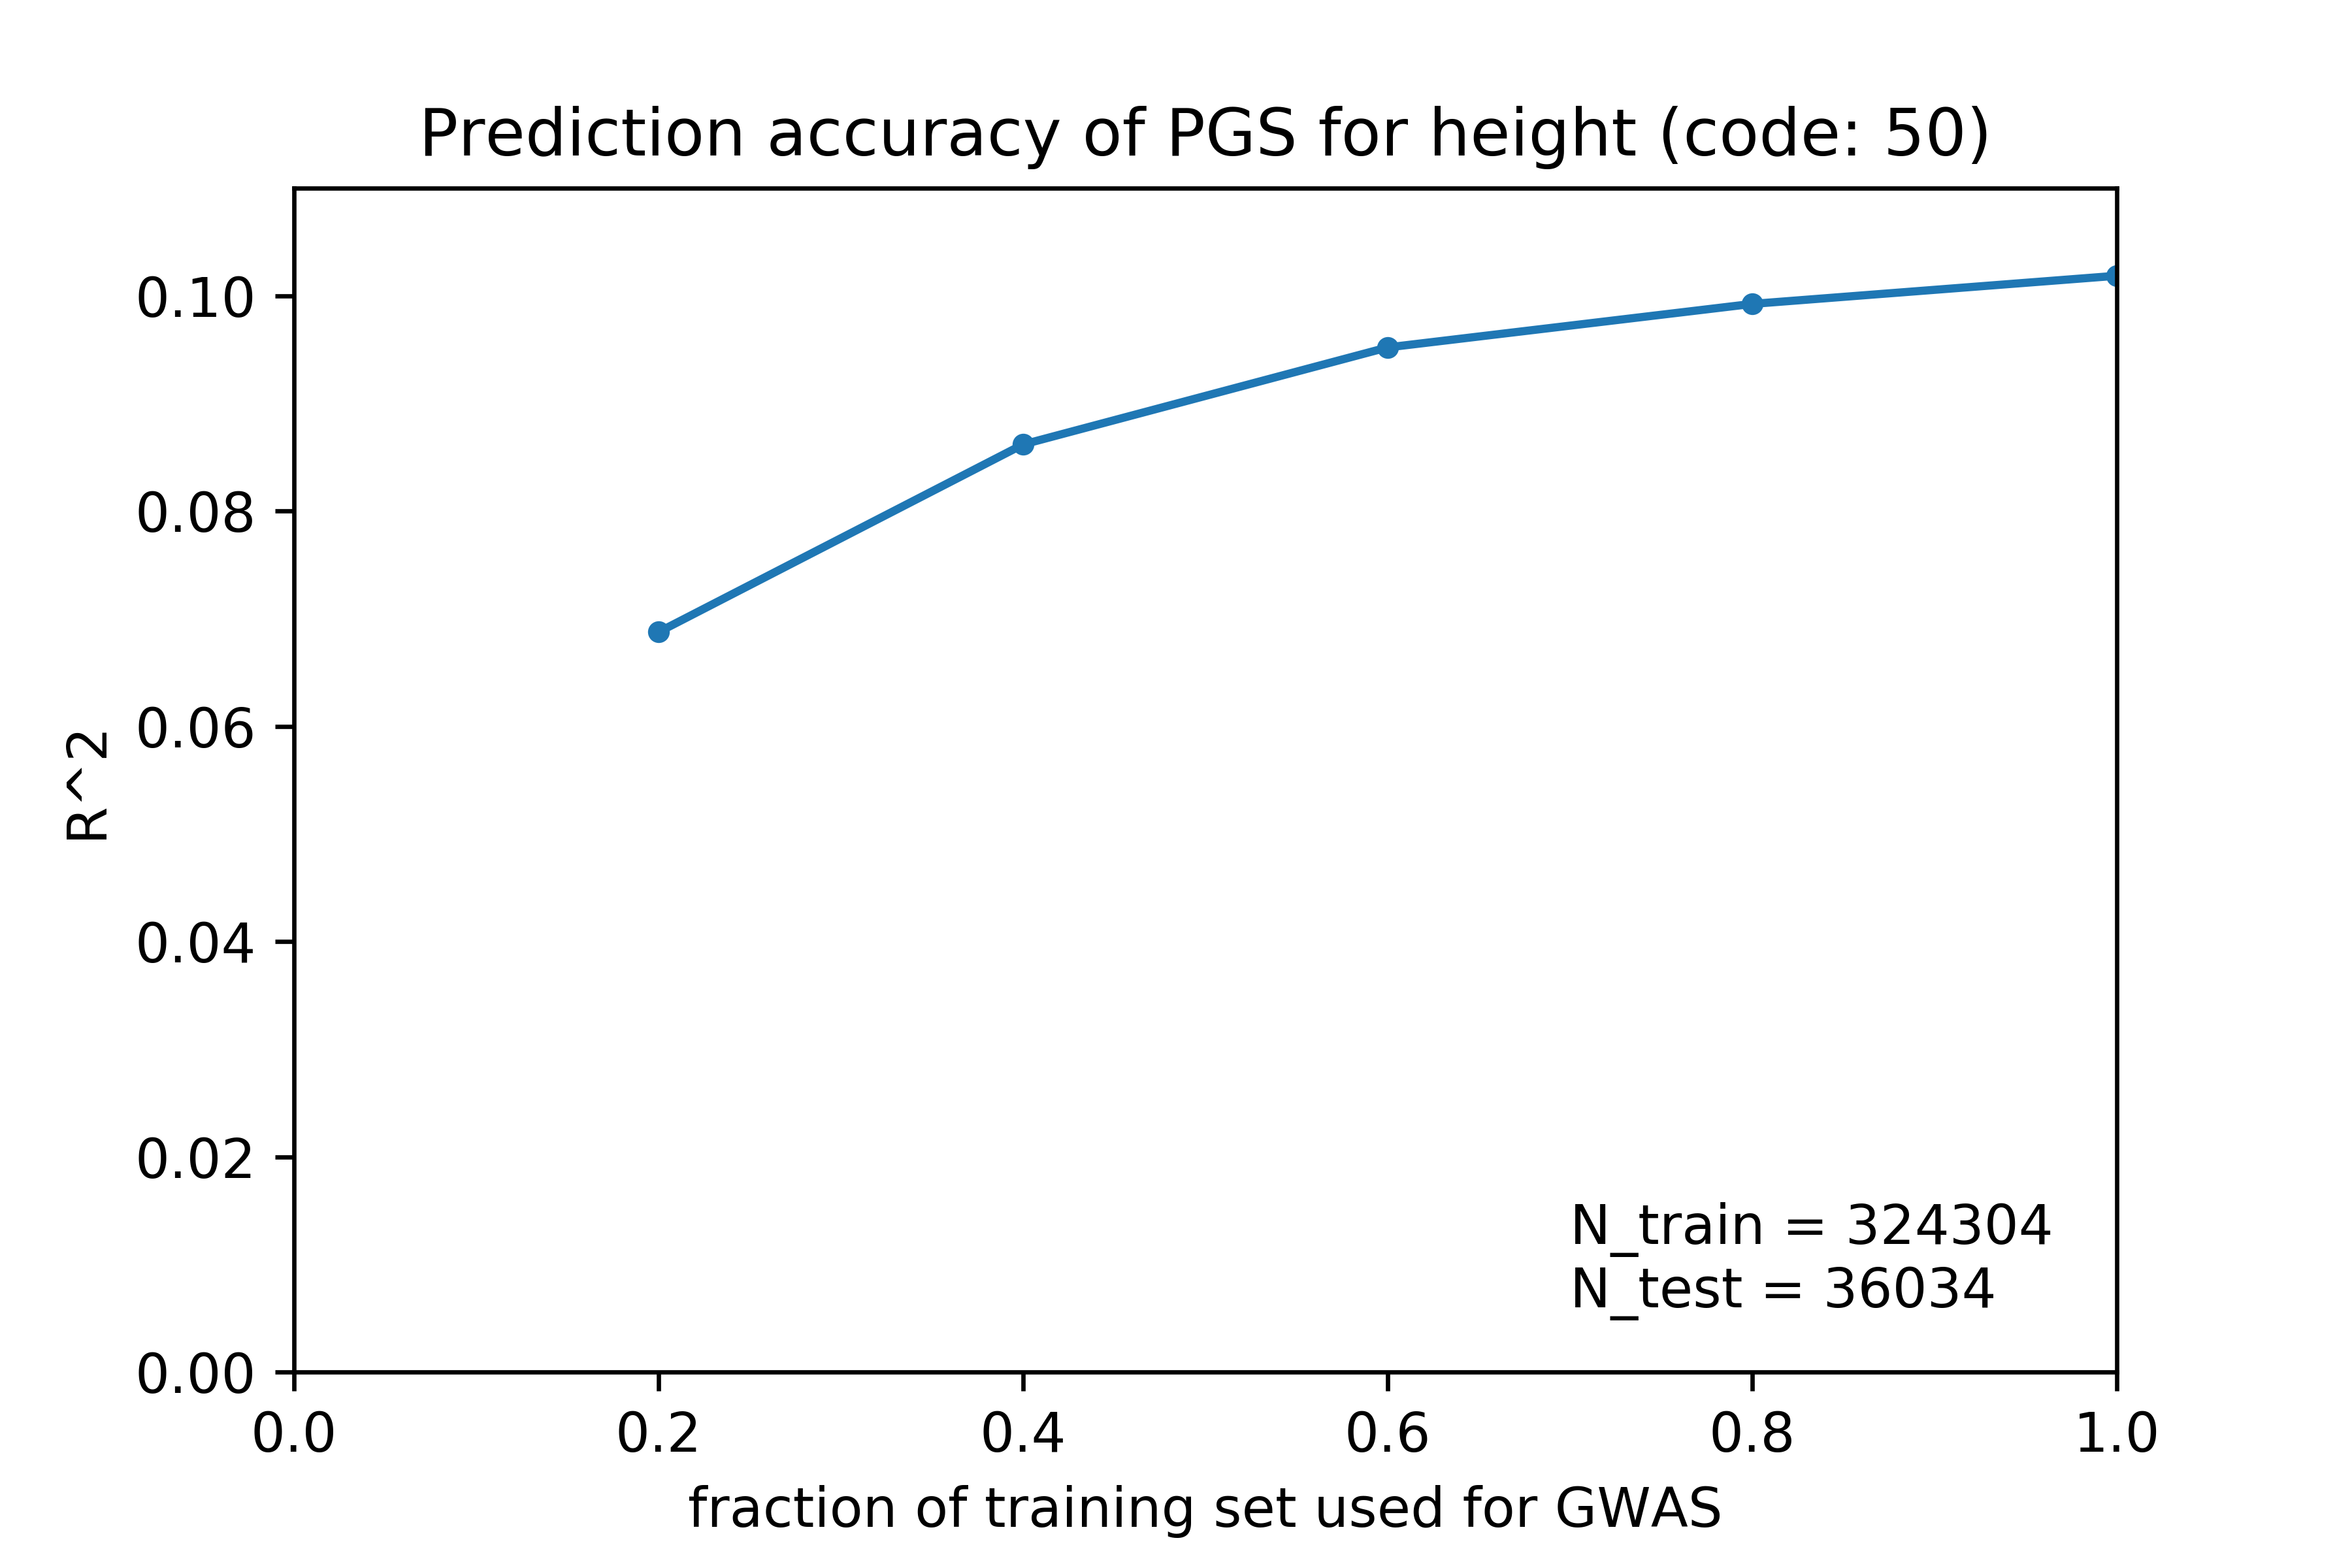 Prediction accuracy of PGS for height (code: 50)
0.10
0.08
0.06
0.04
0.02
0.00
R^2
N_train = 324304
N_test = 36034
0.0 0.2 0.4 0.6 0.8 1.0
fraction of training set used for GWAS